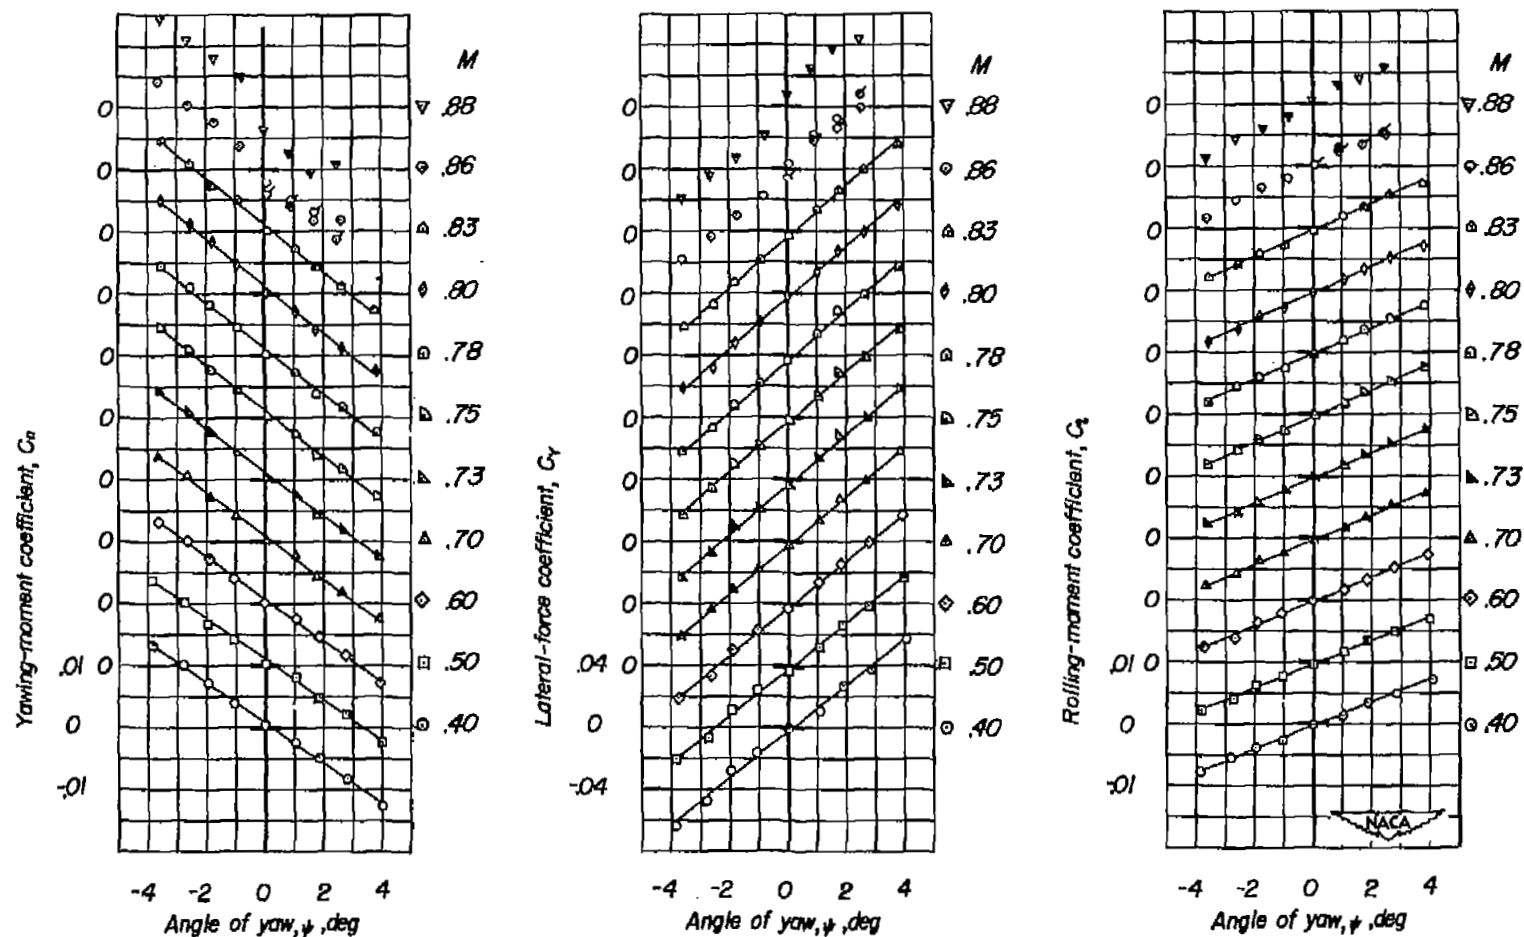 M
0 .88
0 .86
0 .83
0 .80
0 .78
0 .75
0 .73
0 .70
0 .60
.01 0 .50
0 .40
-.01
-4 -2 0 2 4
Angle of yaw, ψ, deg
Yawing-moment coefficient, Cn
M
0 .88
0 .86
0 .83
0 .80
0 .78
0 .75
0 .73
0 .70
0 .60
.04 0 .50
0 .40
-.04
-4 -2 0 2 4
Angle of yaw, ψ, deg
Lateral-force coefficient, CY
M
0 .88
0 .86
0 .83
0 .80
0 .78
0 .75
0 .73
0 .70
0 .60
.01 0 .50
0 .40
-.01
NACA
-4 -2 0 2 4
Angle of yaw, ψ, deg
Rolling-moment coefficient, Cl